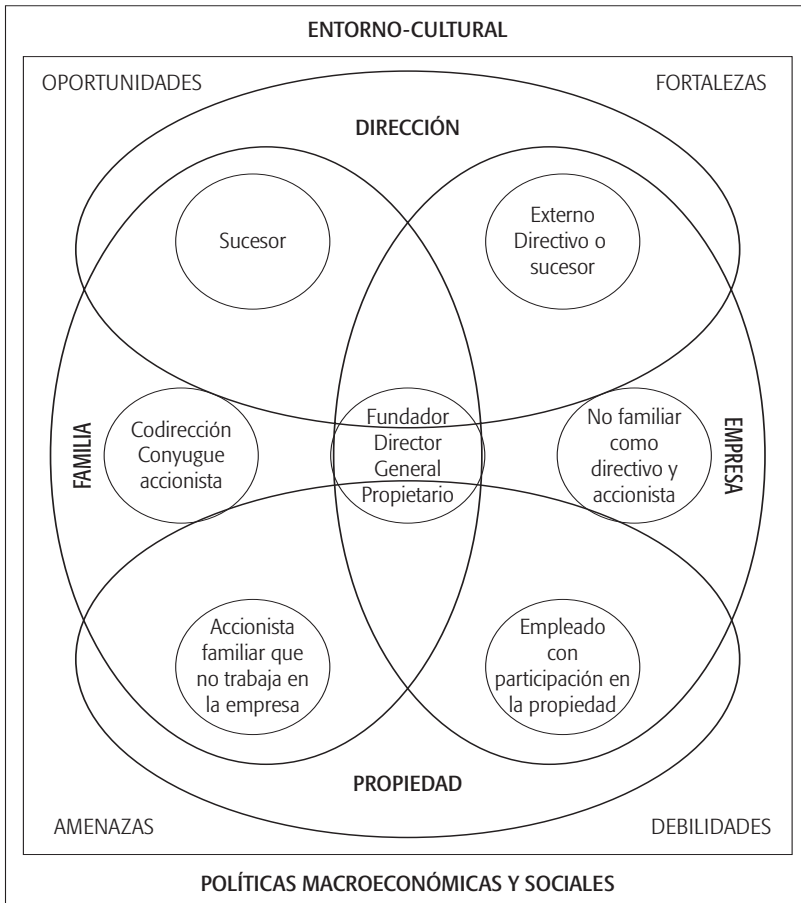 ENTORNO-CULTURAL
OPORTUNIDADES
FORTALEZAS
DIRECCIÓN
Sucesor
Externo
Directivo o
sucesor
FAMILIA
Codirección
Conyugue
accionista
Fundador
Director
General
Propietario
No familiar
como
directivo y
accionista
EMPRESA
Accionista
familiar que
no trabaja en
la empresa
Empleado
con
participación en
la propiedad
PROPIEDAD
AMENAZAS
DEBILIDADES
POLÍTICAS MACROECONÓMICAS Y SOCIALES